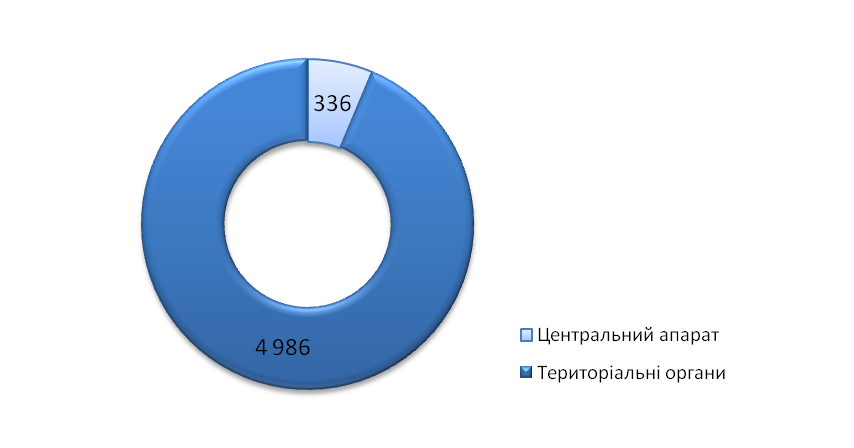 336
4 986
Центральний апарат
Територіальні органи